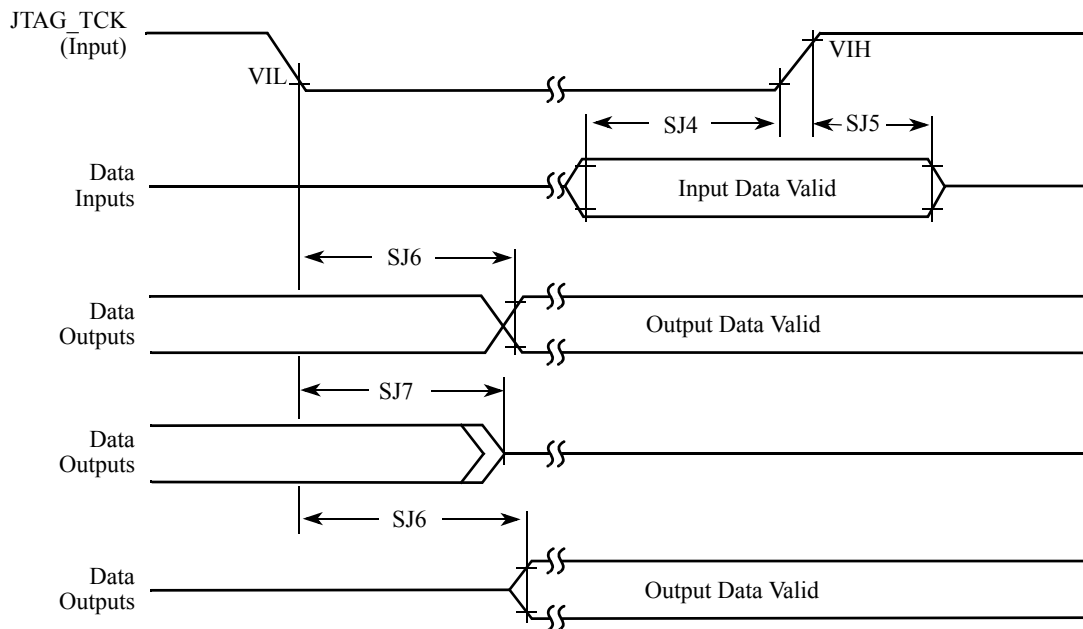 JTAG_TCK
(Input)
VIL
VIH
SJ4
SJ5
Data
Inputs
Input Data Valid
SJ6
Data
Outputs
Output Data Valid
SJ7
Data
Outputs
SJ6
Data
Outputs
Output Data Valid